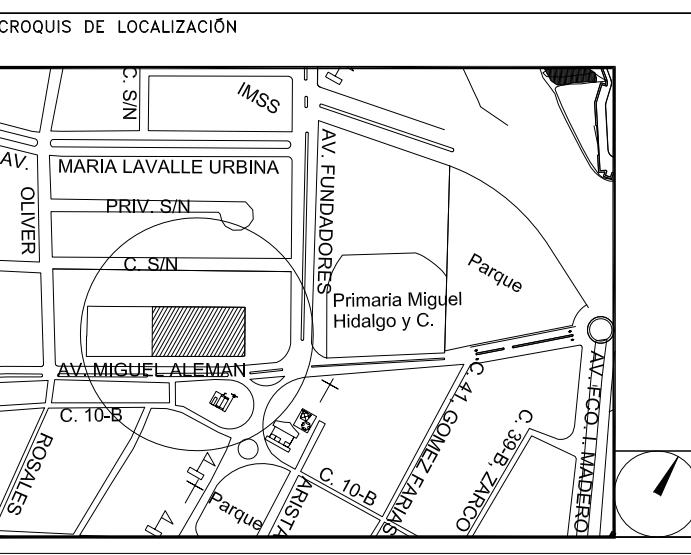 CROQUIS DE LOCALIZACIÓN
C. S/N
IMSS
AV. OLIVER
MARIA LAVALLE URBINA
AV. FUNDADORES
PRIV. S/N
C. S/N
Parque
Primaria Miguel
Hidalgo y C.
AV. MIGUEL ALEMAN
C. 10-B
ROSALES
Parque
ARISTA
C. 10-B
C. 41, GOMEZ FARIAS
C. 39-B, ZARCO
AV. FCO. I. MADERO